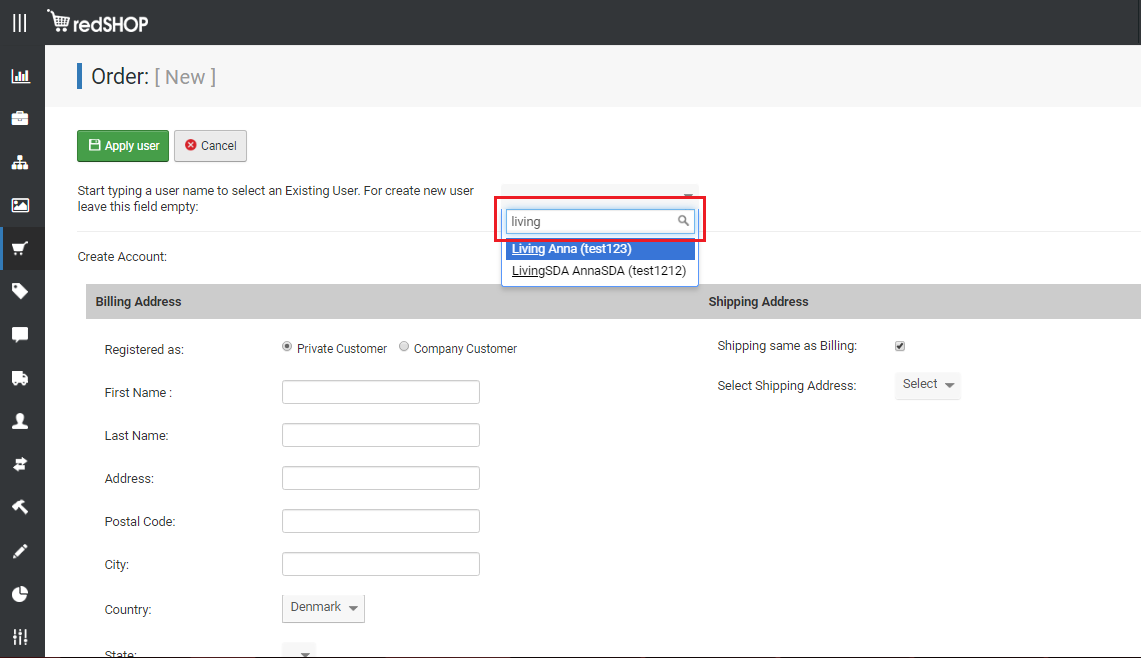 redSHOP
Order: [ New ]
Apply user
Cancel
Start typing a user name to select an Existing User. For create new user
leave this field empty:
living
Living Anna (test123)
LivingSDA AnnaSDA (test1212)
Create Account:
Billing Address
Shipping Address
Registered as:
Private Customer
Company Customer
Shipping same as Billing:
First Name :
Select Shipping Address:
Select
Last Name:
Address:
Postal Code:
City:
Country:
Denmark
State: